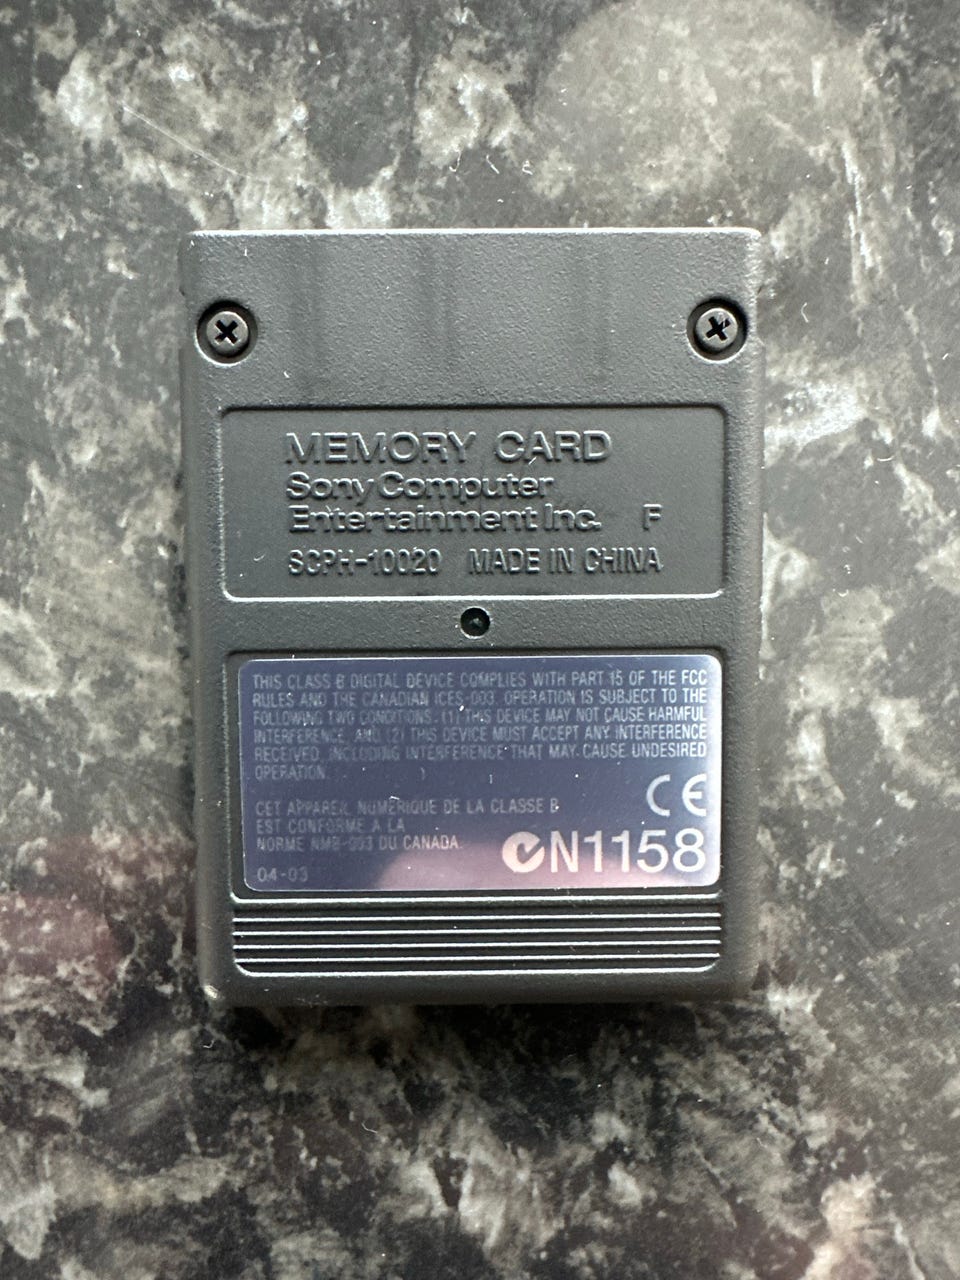 MEMORY CARD
Sony Computer
Entertainment Inc. F
SCPH-10020 MADE IN CHINA
THIS CLASS B DIGITAL DEVICE COMPLIES WITH PART 15 OF THE FCC
RULES AND THE CANADIAN ICES-003. OPERATION IS SUBJECT TO THE
FOLLOWING TWO CONDITIONS. (1) THIS DEVICE MAY NOT CAUSE HARMFUL
INTERFERENCE, AND (2) THIS DEVICE MUST ACCEPT ANY INTERFERENCE
RECEIVED, INCLUDING INTERFERENCE THAT MAY CAUSE UNDESIRED
OPERATION
CET APPAREIL NUMÉRIQUE DE LA CLASSE B
EST CONFORME A LA
NORME NMB-003 DU CANADA.
CE
N1158
04-03